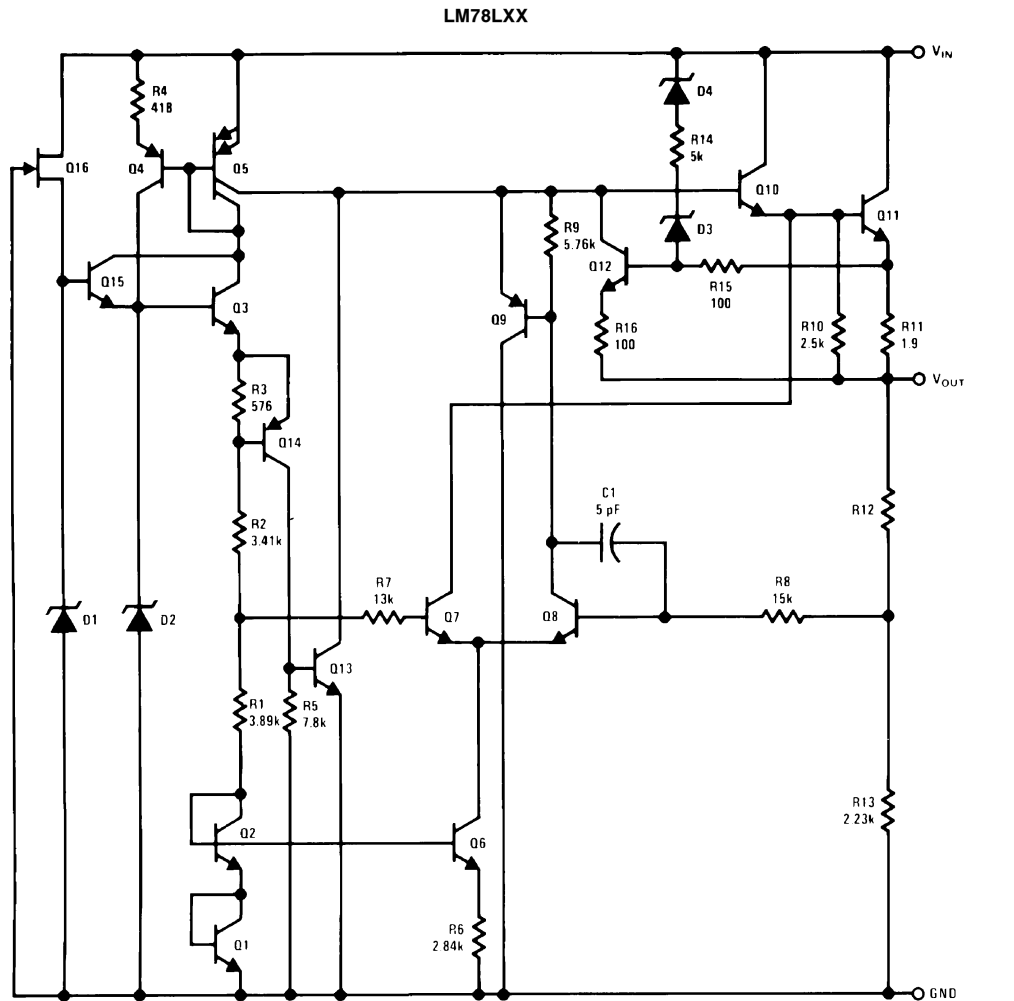 LM78LXX
VIN
R4
418
D4
R14
5k
Q16
Q4
Q5
Q10
Q11
R9
5.76k
D3
Q12
Q15
R15
100
Q3
Q9
R16
100
R10
2.5k
R11
1.9
VOUT
R3
576
Q14
C1
5 pF
R12
R2
3.41k
R7
13k
R8
15k
D1
D2
Q7
Q8
Q13
R1
3.89k
R5
7.8k
R13
2.23k
Q2
Q6
R6
2.84k
Q1
GND